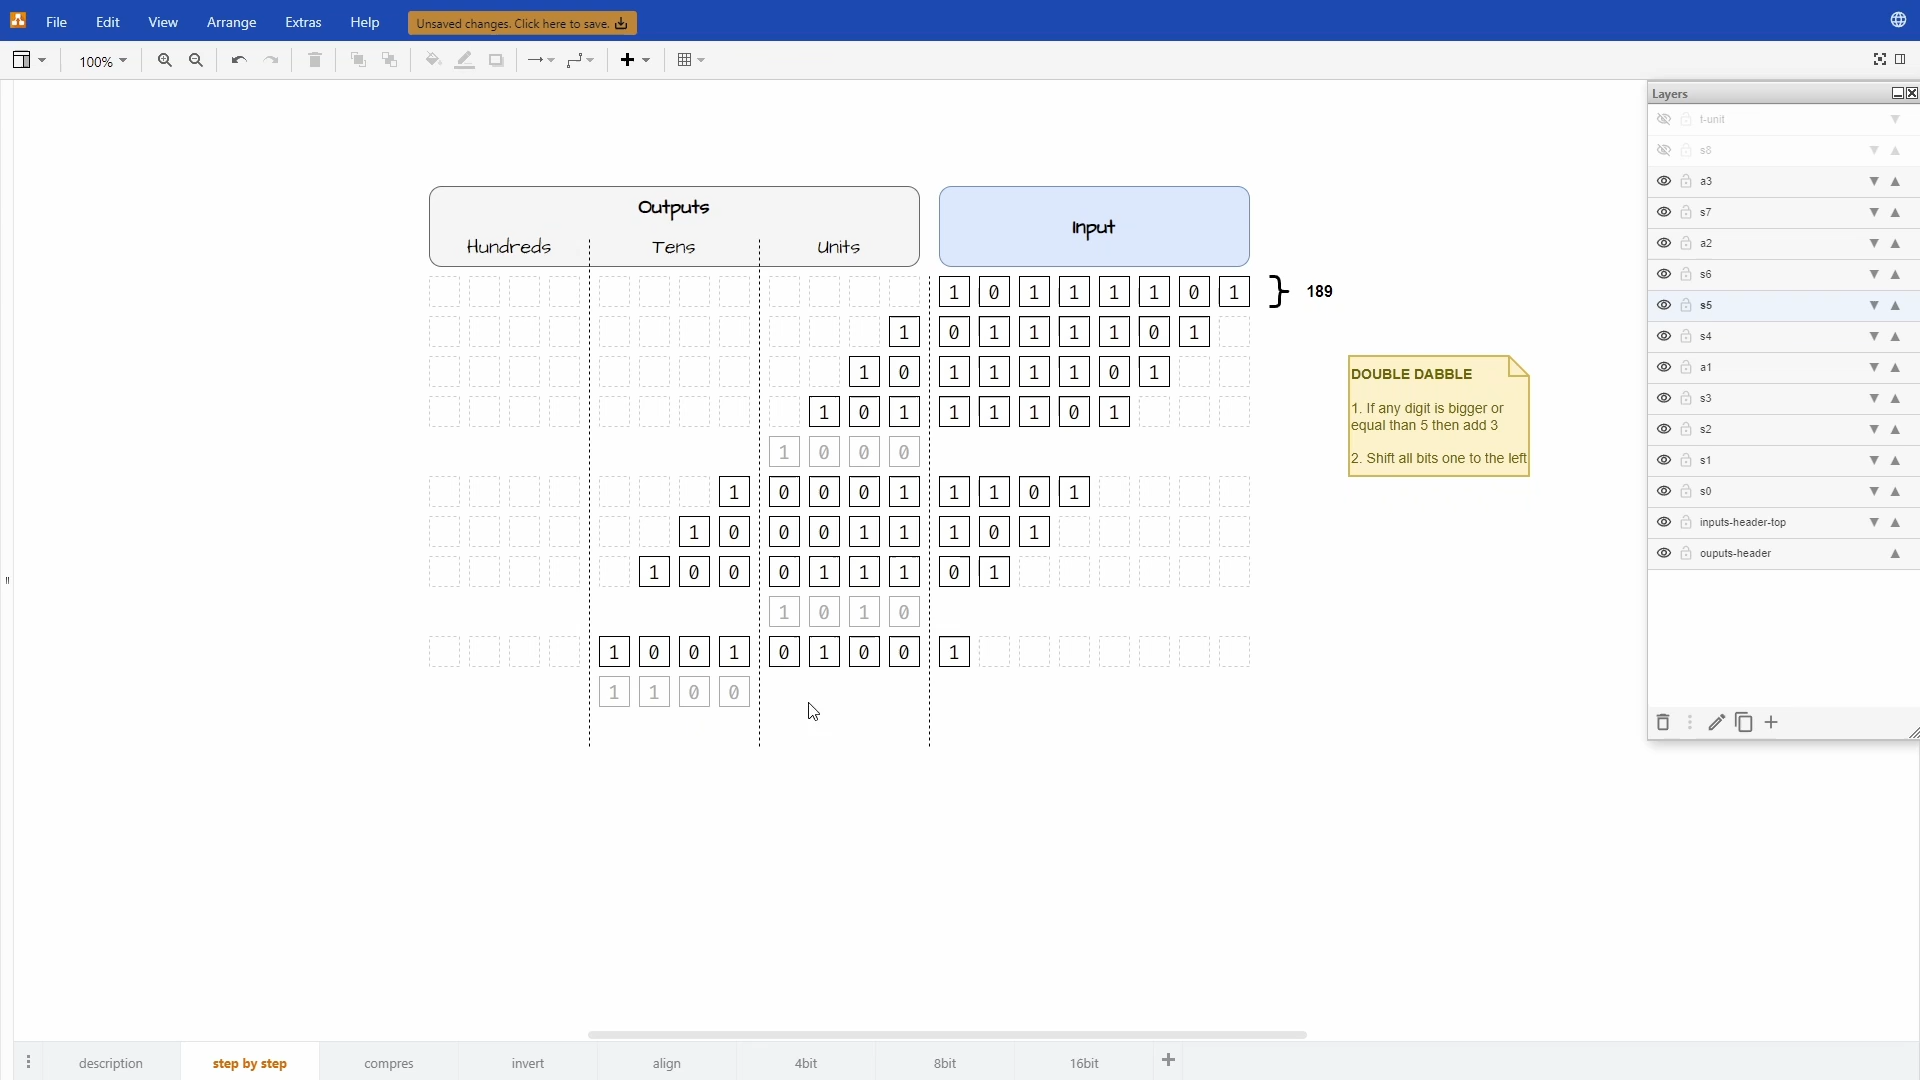 File Edit View Arrange Extras Help Unsaved changes. Click here to save.
100%
Layers
t-unit
s8
a3
s7
a2
s6
s5
s4
a1
s3
s2
s1
s0
inputs-header-top
ouputs-header
Outputs
Hundreds Tens Units
Input
1 0 1 1 1 1 0 1 } 189
1 0 1 1 1 1 0 1
1 0 1 1 1 1 0 1
1 0 1 1 1 1 0 1
1 0 0 0
1 0 0 0 1 1 1 0 1
1 0 0 0 1 1 1 0 1
1 0 0 0 1 1 1 0 1
1 0 1 0
1 0 0 1 0 1 0 0 1
1 1 0 0
DOUBLE DABBLE
1. If any digit is bigger or
equal than 5 then add 3
2. Shift all bits one to the left
description step by step compres invert align 4bit 8bit 16bit